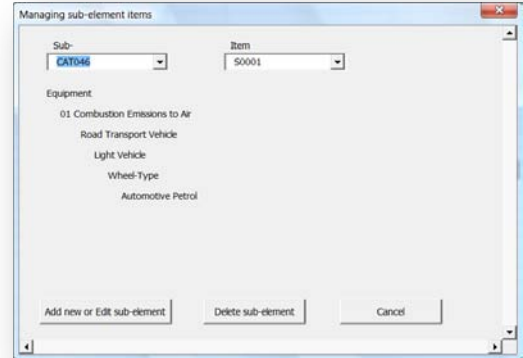 Managing sub-element items
Sub-
Item
CAT046
S0001
Equipment
01 Combustion Emissions to Air
Road Transport Vehicle
Light Vehicle
Wheel-Type
Automotive Petrol
Add new or Edit sub-element
Delete sub-element
Cancel